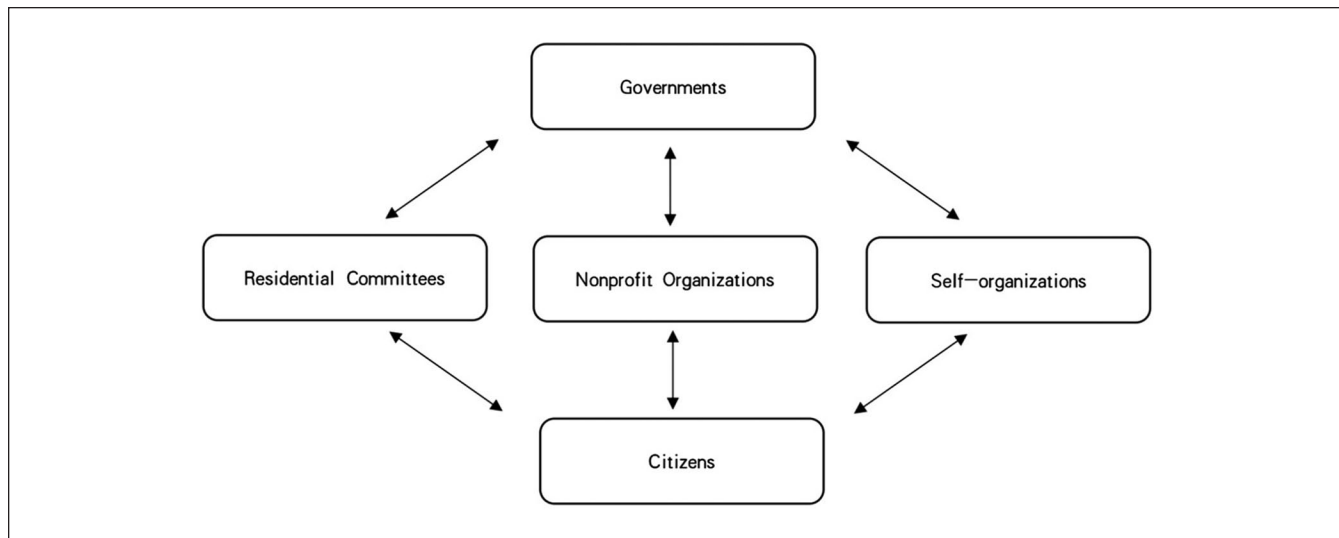 Governments
Residential Committees
Nonprofit Organizations
Self-organizations
Citizens